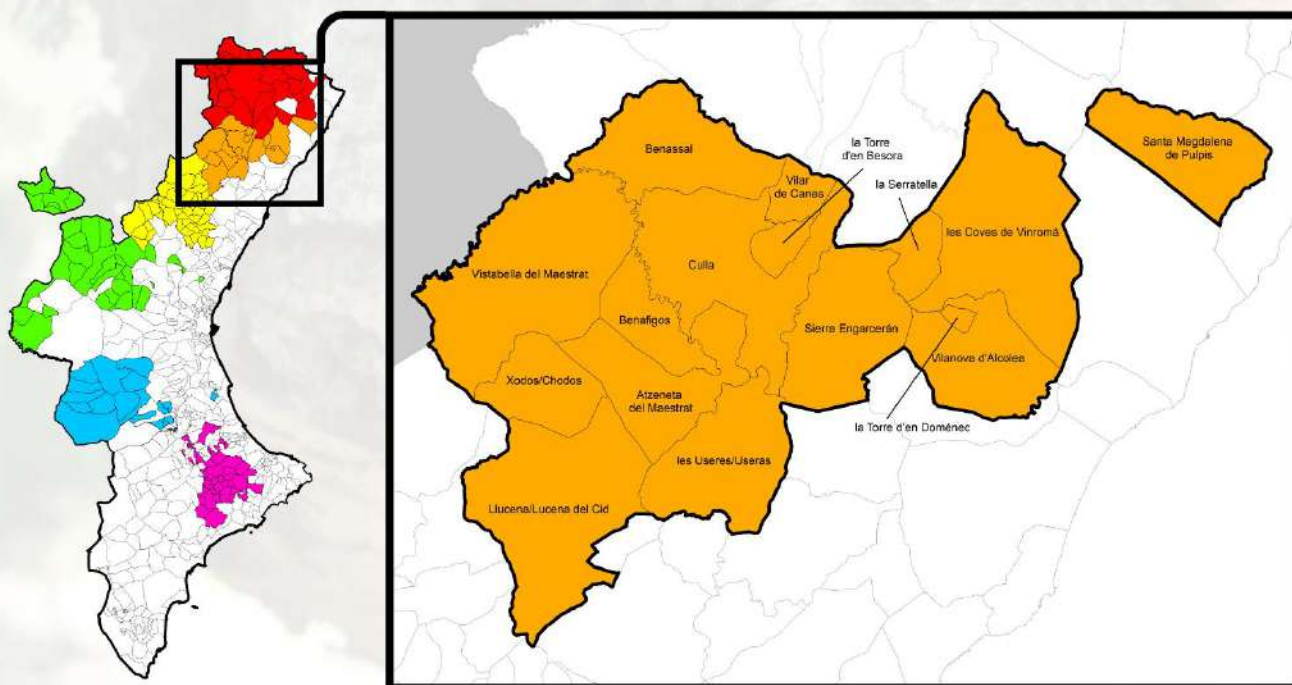 Benassal
la Torre
d'en Besora
Santa Magdalena
de Pulpis
Vilar
de Canas
la Serratella
les Coves de Vinromá
Vistabella del Maestrat
Culla
Benafigos
Sierra Engarcerán
Vilanova d'Alcolea
Xodos/Chodos
Atzeneta
del Maestrat
la Torre d'en Doménec
les Useres/Useras
Llucena/Lucena del Cid